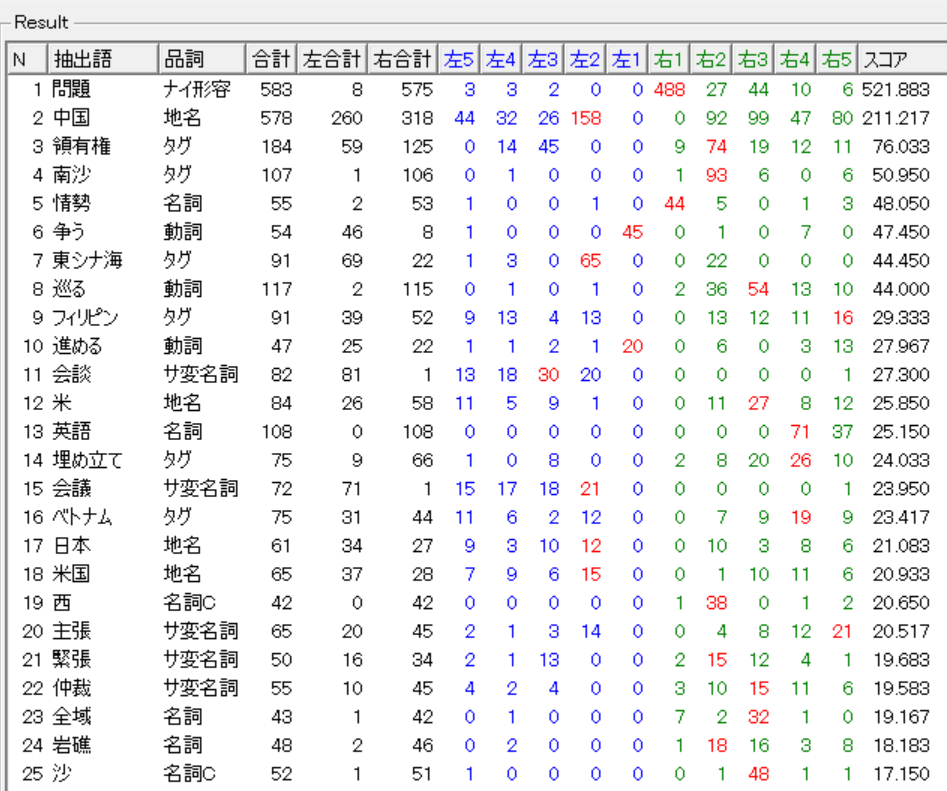 Result
N 抽出語 品詞 合計 左合計 右合計 左5 左4 左3 左2 左1 右1 右2 右3 右4 右5 スコア
1 問題 ナイ形容 583 8 575 3 3 2 0 0 488 27 44 10 6 521.883
2 中国 地名 578 260 318 44 32 26 158 0 0 92 99 47 80 211.217
3 領有権 タグ 184 59 125 0 14 45 0 0 9 74 19 12 11 76.033
4 南沙 タグ 107 1 106 0 1 0 0 0 1 93 6 0 6 50.950
5 情勢 名詞 55 2 53 1 0 0 1 0 44 5 0 1 3 48.050
6 争う 動詞 54 46 8 1 0 0 0 45 0 1 0 7 0 47.450
7 東シナ海 タグ 91 69 22 1 3 0 65 0 0 22 0 0 0 44.450
8 巡る 動詞 117 2 115 0 1 0 1 0 2 36 54 13 10 44.000
9 フィリピン タグ 91 39 52 9 13 4 13 0 0 13 12 11 16 29.333
10 進める 動詞 47 25 22 1 1 2 1 20 0 6 0 3 13 27.967
11 会談 サ変名詞 82 81 1 13 18 30 20 0 0 0 0 0 1 27.300
12 米 地名 84 26 58 11 5 9 1 0 0 11 27 8 12 25.850
13 英語 名詞 108 0 108 0 0 0 0 0 0 0 0 71 37 25.150
14 埋め立て タグ 75 9 66 1 0 8 0 0 2 8 20 26 10 24.033
15 会議 サ変名詞 72 71 1 15 17 18 21 0 0 0 0 0 1 23.950
16 ベトナム タグ 75 31 44 11 6 2 12 0 0 7 9 19 9 23.417
17 日本 地名 61 34 27 9 3 10 12 0 0 10 3 8 6 21.083
18 米国 地名 65 37 28 7 9 6 15 0 0 1 10 11 6 20.933
19 西 名詞C 42 0 42 0 0 0 0 0 1 38 0 1 2 20.650
20 主張 サ変名詞 65 20 45 2 1 3 14 0 0 4 8 12 21 20.517
21 緊張 サ変名詞 50 16 34 2 1 13 0 0 2 15 12 4 1 19.683
22 仲裁 サ変名詞 55 10 45 4 2 4 0 0 3 10 15 11 6 19.583
23 全域 名詞 43 1 42 0 1 0 0 0 7 2 32 1 0 19.167
24 岩礁 名詞 48 2 46 0 2 0 0 0 1 18 16 3 8 18.183
25 沙 名詞C 52 1 51 1 0 0 0 0 0 1 48 1 1 17.150